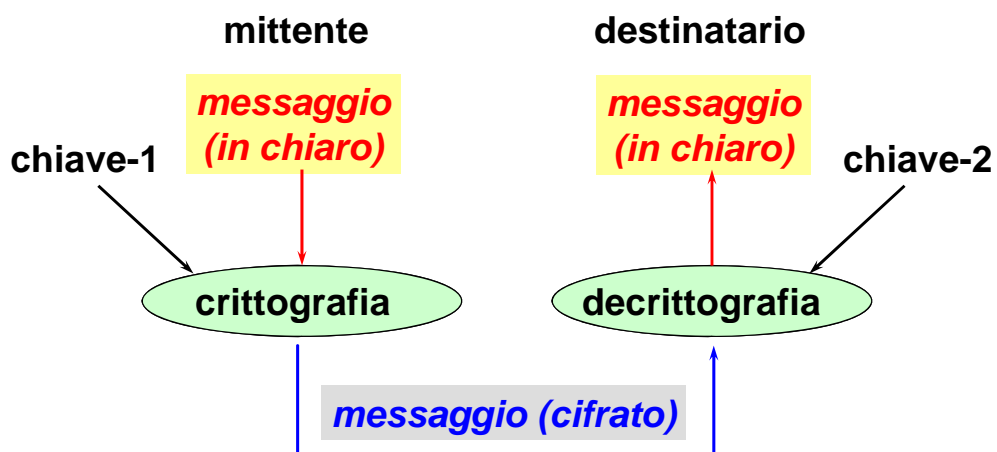 mittente
destinatario
messaggio
(in chiaro)
messaggio
(in chiaro)
chiave-1
chiave-2
crittografia
decrittografia
messaggio (cifrato)